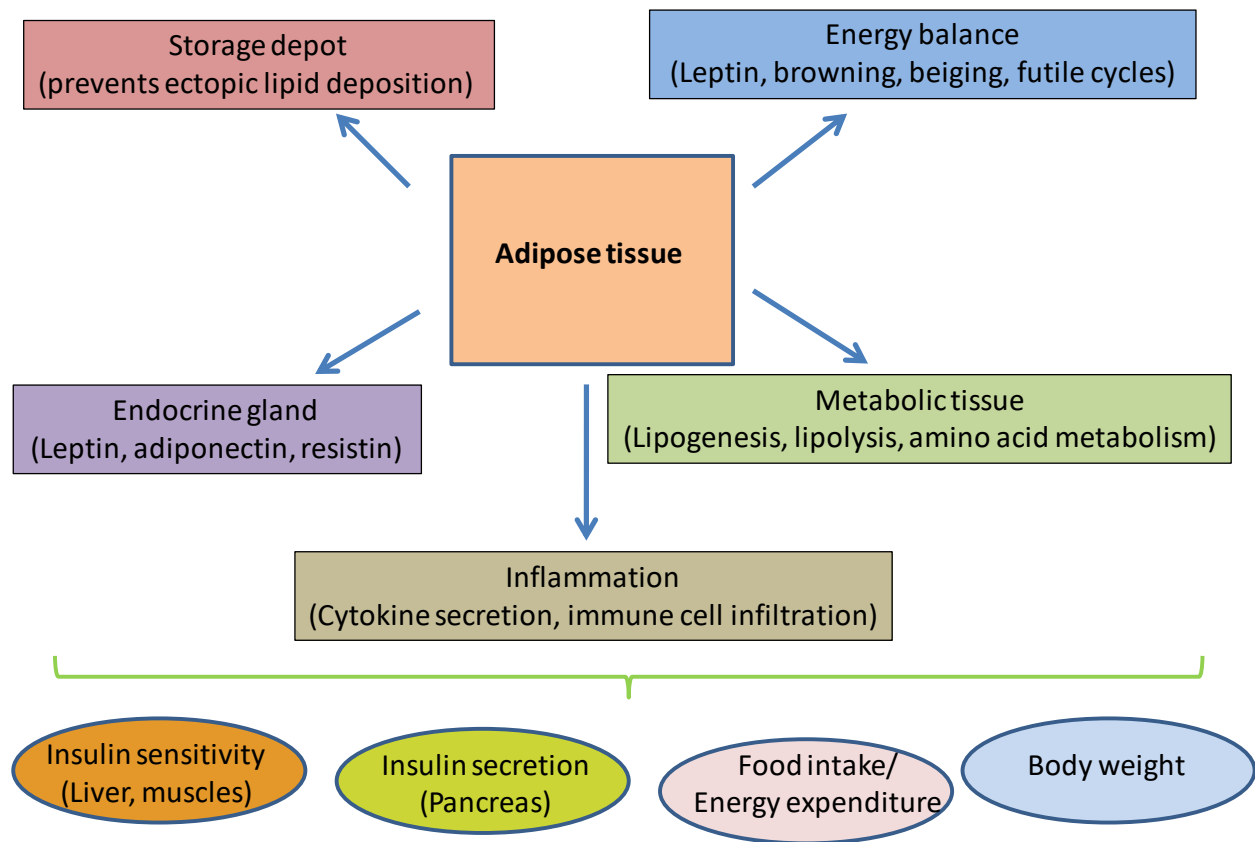 Storage depot
(prevents ectopic lipid deposition)
Energy balance
(Leptin, browning, beiging, futile cycles)
Adipose tissue
Endocrine gland
(Leptin, adiponectin, resistin)
Metabolic tissue
(Lipogenesis, lipolysis, amino acid metabolism)
Inflammation
(Cytokine secretion, immune cell infiltration)
Insulin sensitivity
(Liver, muscles)
Insulin secretion
(Pancreas)
Food intake/
Energy expenditure
Body weight